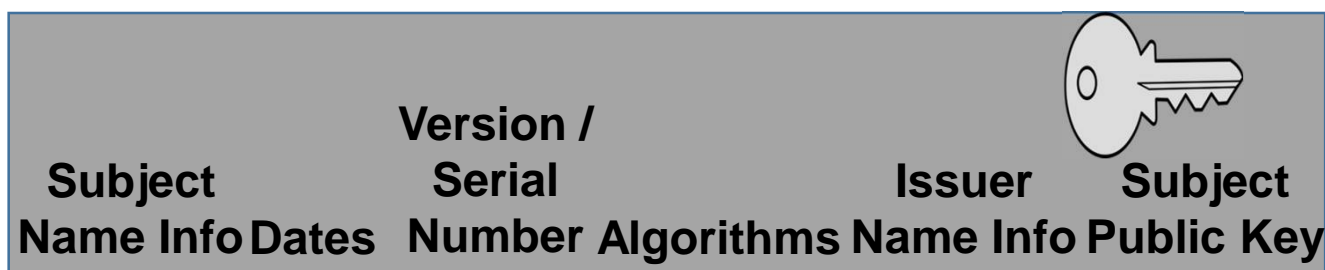 Subject
Name Info
Dates
Version /
Serial
Number
Algorithms
Issuer
Name Info
Subject
Public Key